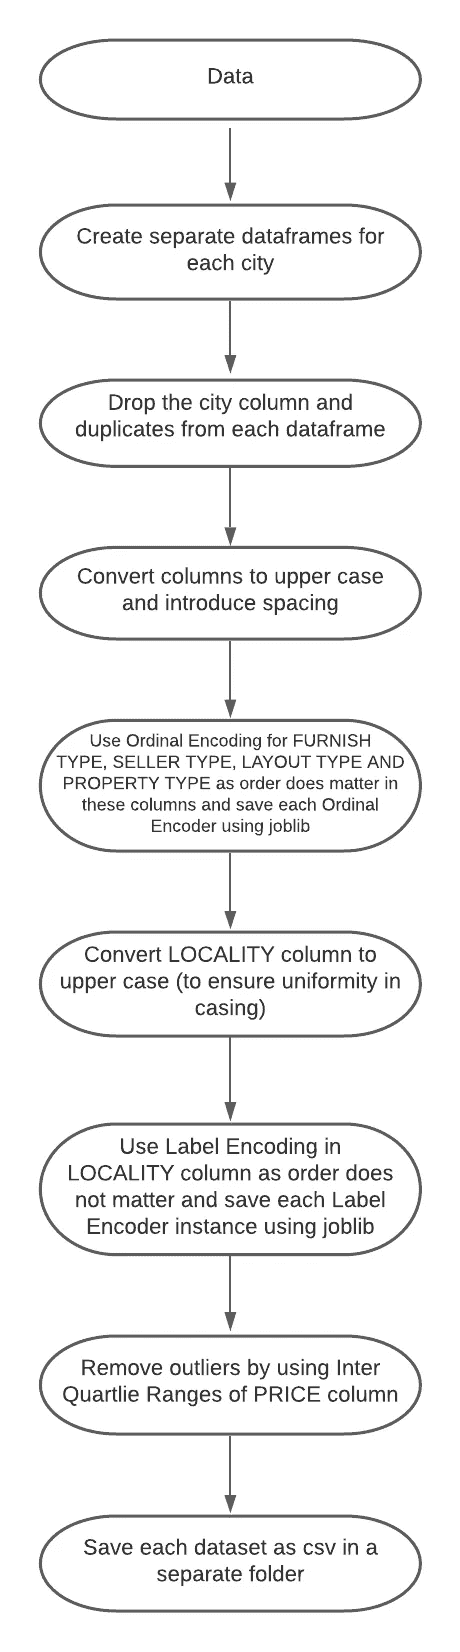 Data
Create separate dataframes for
each city
Drop the city column and
duplicates from each dataframe
Convert columns to upper case
and introduce spacing
Use Ordinal Encoding for FURNISH
TYPE, SELLER TYPE, LAYOUT TYPE AND
PROPERTY TYPE as order does matter in
these columns and save each Ordinal
Encoder using joblib
Convert LOCALITY column to
upper case (to ensure uniformity in
casing)
Use Label Encoding in
LOCALITY column as order does
not matter and save each Label
Encoder instance using joblib
Remove outliers by using Inter
Quartlie Ranges of PRICE column
Save each dataset as csv in a
separate folder